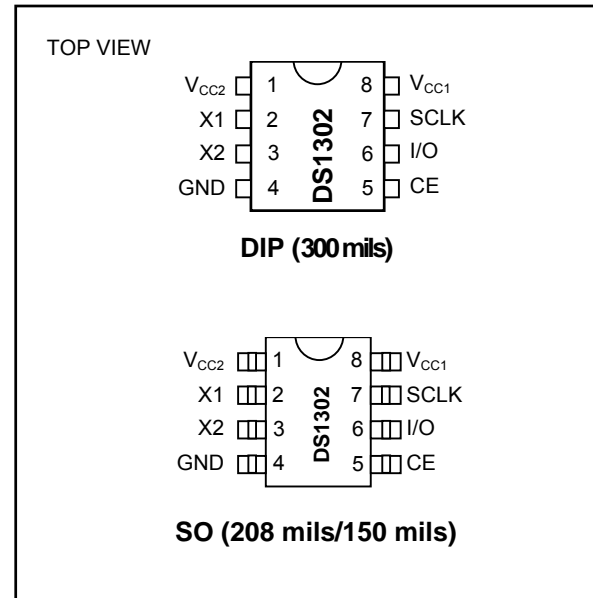 TOP VIEW
VCC2 1 8 VCC1
X1 2 7 SCLK
X2 3 6 I/O
GND 4 5 CE
DS1302
DIP (300 mils)
VCC2 1 8 VCC1
X1 2 7 SCLK
X2 3 6 I/O
GND 4 5 CE
DS1302
SO (208 mils/150 mils)